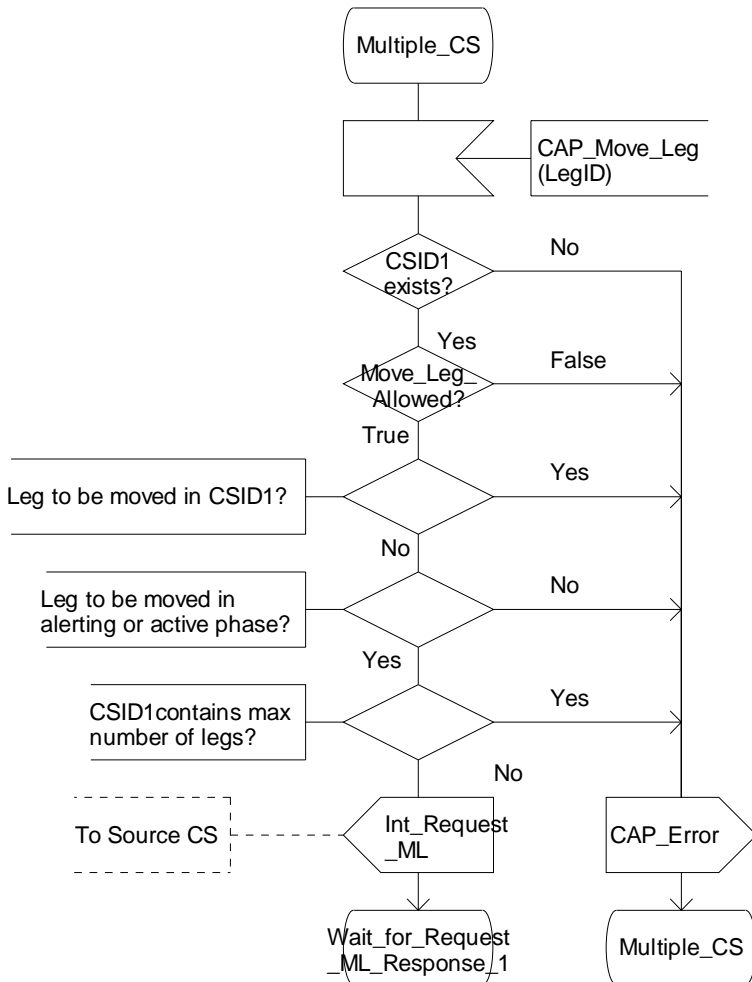 Multiple_CS
CAP_Move_Leg
(LegID)
CSID1
exists?
No
Yes
Move_Leg_
Allowed?
False
True
Leg to be moved in CSID1?
Yes
No
Leg to be moved in
alerting or active phase?
No
Yes
CSID1contains max
number of legs?
Yes
No
To Source CS
Int_Request
_ML
CAP_Error
Wait_for_Request
_ML_Response_1
Multiple_CS